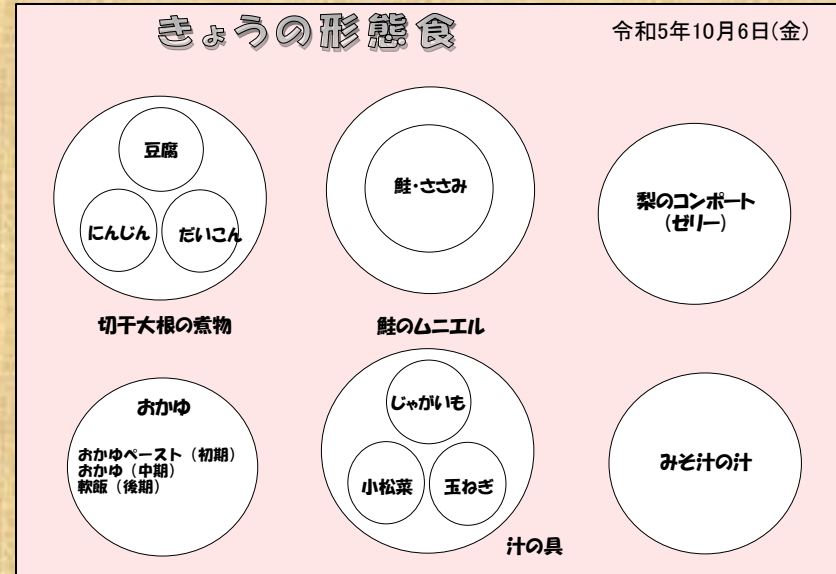 きょうの形態食
令和5年10月6日(金)
豆腐
にんじん
だいこん
切干大根の煮物
鮭・ささみ
鮭のムニエル
梨のコンポート
(ゼリー)
おかゆ
おかゆペースト（初期）
おかゆ（中期）
軟飯（後期）
じゃがいも
小松菜
玉ねぎ
汁の具
みそ汁の汁